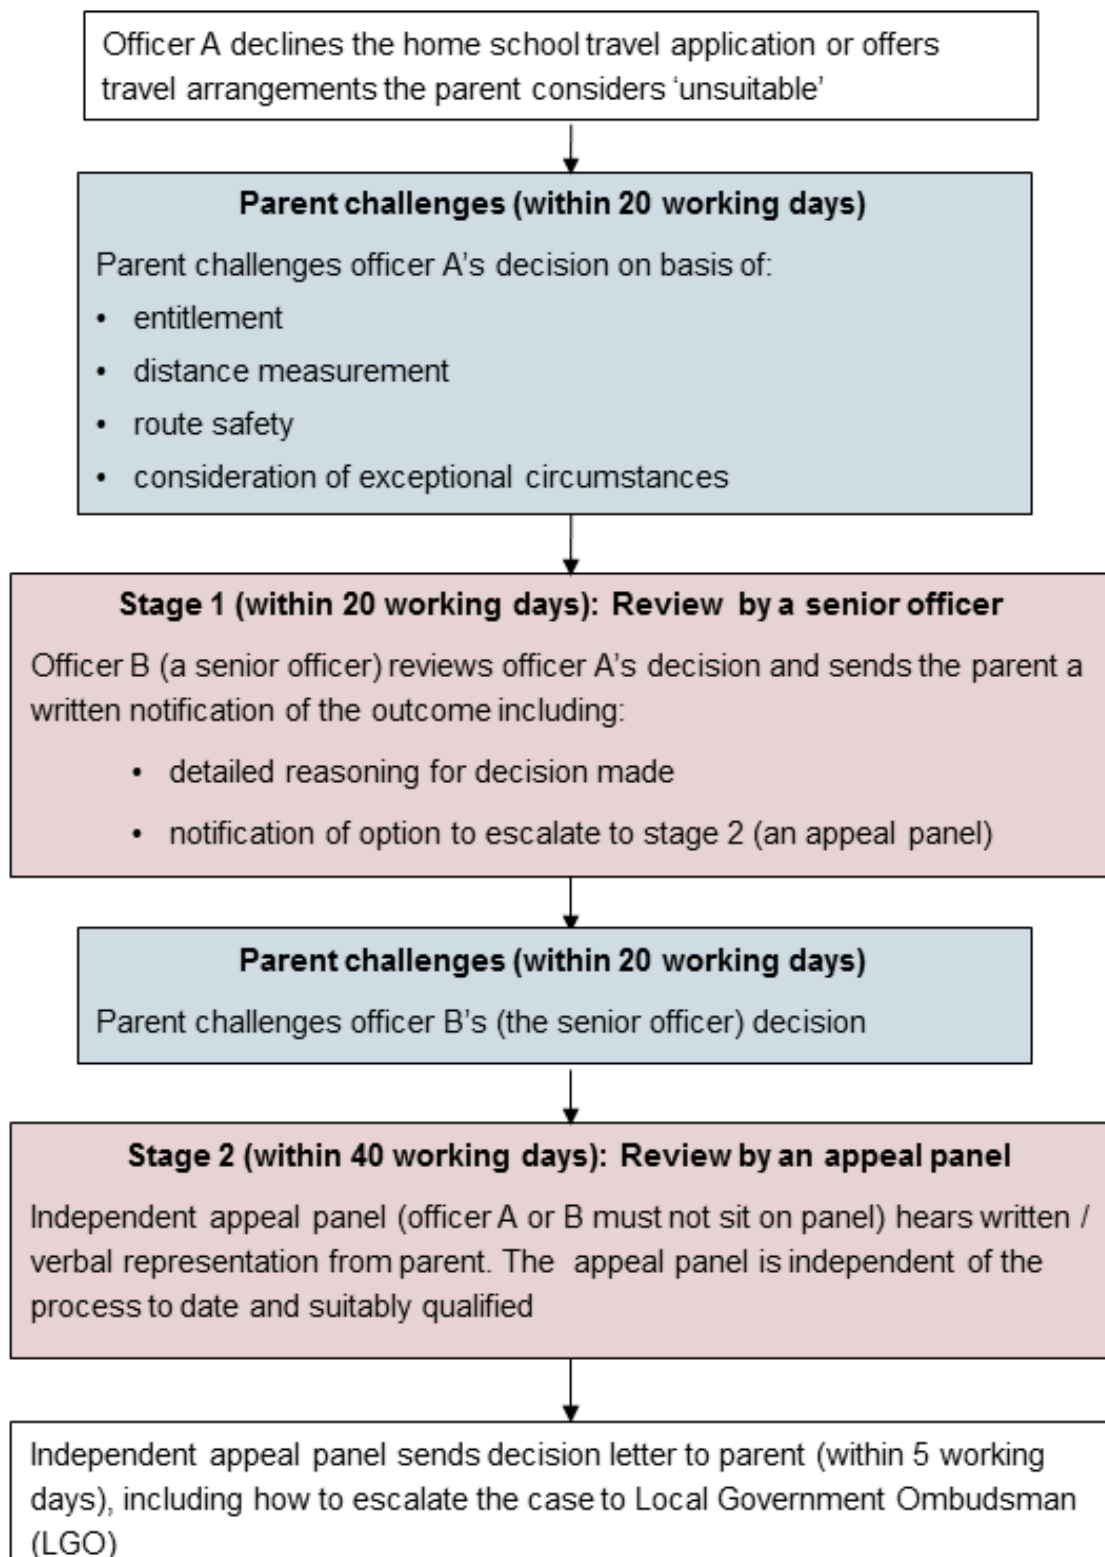 Officer A declines the home school travel application or offers
travel arrangements the parent considers ‘unsuitable’
Parent challenges (within 20 working days)
Parent challenges officer A’s decision on basis of:
• entitlement
• distance measurement
• route safety
• consideration of exceptional circumstances
Stage 1 (within 20 working days): Review by a senior officer
Officer B (a senior officer) reviews officer A’s decision and sends the parent a
written notification of the outcome including:
• detailed reasoning for decision made
• notification of option to escalate to stage 2 (an appeal panel)
Parent challenges (within 20 working days)
Parent challenges officer B’s (the senior officer) decision
Stage 2 (within 40 working days): Review by an appeal panel
Independent appeal panel (officer A or B must not sit on panel) hears written /
verbal representation from parent. The appeal panel is independent of the
process to date and suitably qualified
Independent appeal panel sends decision letter to parent (within 5 working
days), including how to escalate the case to Local Government Ombudsman
(LGO)